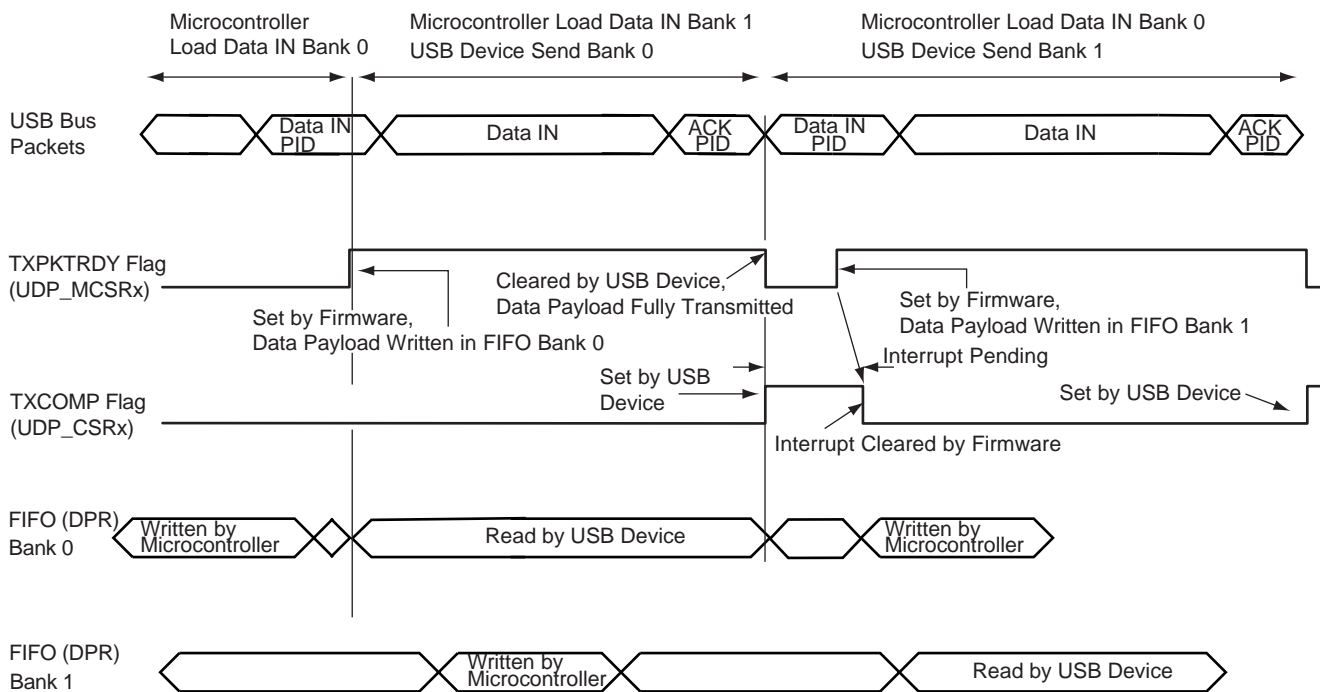 Microcontroller
Load Data IN Bank 0
Microcontroller Load Data IN Bank 1
USB Device Send Bank 0
Microcontroller Load Data IN Bank 0
USB Device Send Bank 1
USB Bus
Packets
Data IN
PID
Data IN
ACK
PID
Data IN
PID
Data IN
ACK
PID
TXPKTRDY Flag
(UDP_MCSRx)
Set by Firmware,
Data Payload Written in FIFO Bank 0
Cleared by USB Device,
Data Payload Fully Transmitted
Set by Firmware,
Data Payload Written in FIFO Bank 1
Interrupt Pending
TXCOMP Flag
(UDP_CSRx)
Set by USB
Device
Set by USB Device
Interrupt Cleared by Firmware
FIFO (DPR)
Bank 0
Written by
Microcontroller
Read by USB Device
Written by
Microcontroller
FIFO (DPR)
Bank 1
Written by
Microcontroller
Read by USB Device